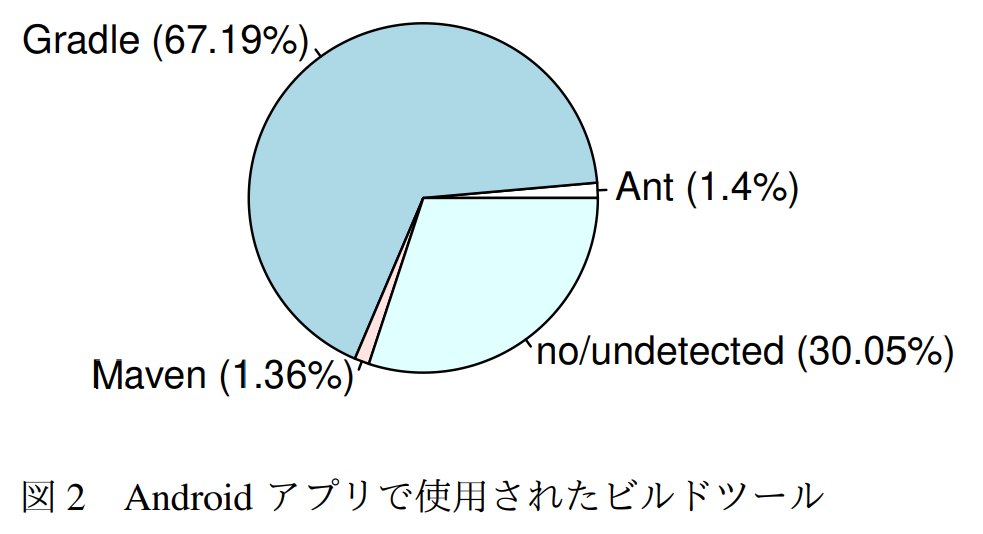 Gradle (67.19%)
Ant (1.4%)
no/undetected (30.05%)
Maven (1.36%)
図 2 Android アプリで使用されたビルドツール